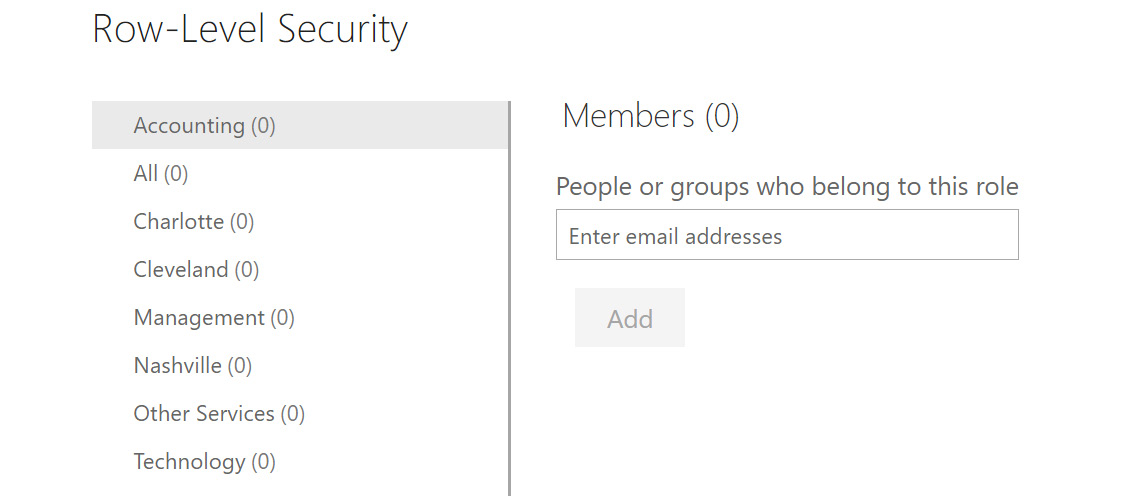 Row-Level Security
Accounting (0)
All (0)
Charlotte (0)
Cleveland (0)
Management (0)
Nashville (0)
Other Services (0)
Technology (0)
Members (0)
People or groups who belong to this role
Enter email addresses
Add